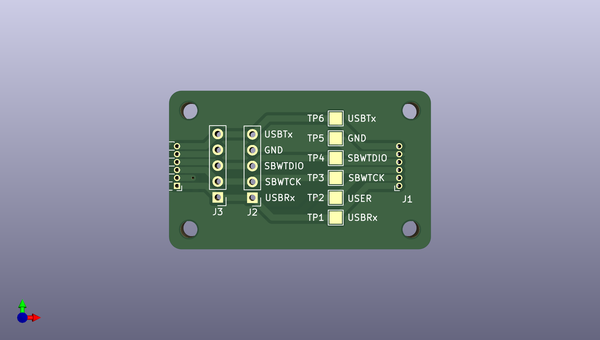 TP6 USBTx
USBTx TP5 GND
GND TP4 SBWTDIO
SBWTDIO TP3 SBWTCK
SBWTCK TP2 USER
USBRx TP1 USBRx
J3 J2 J1